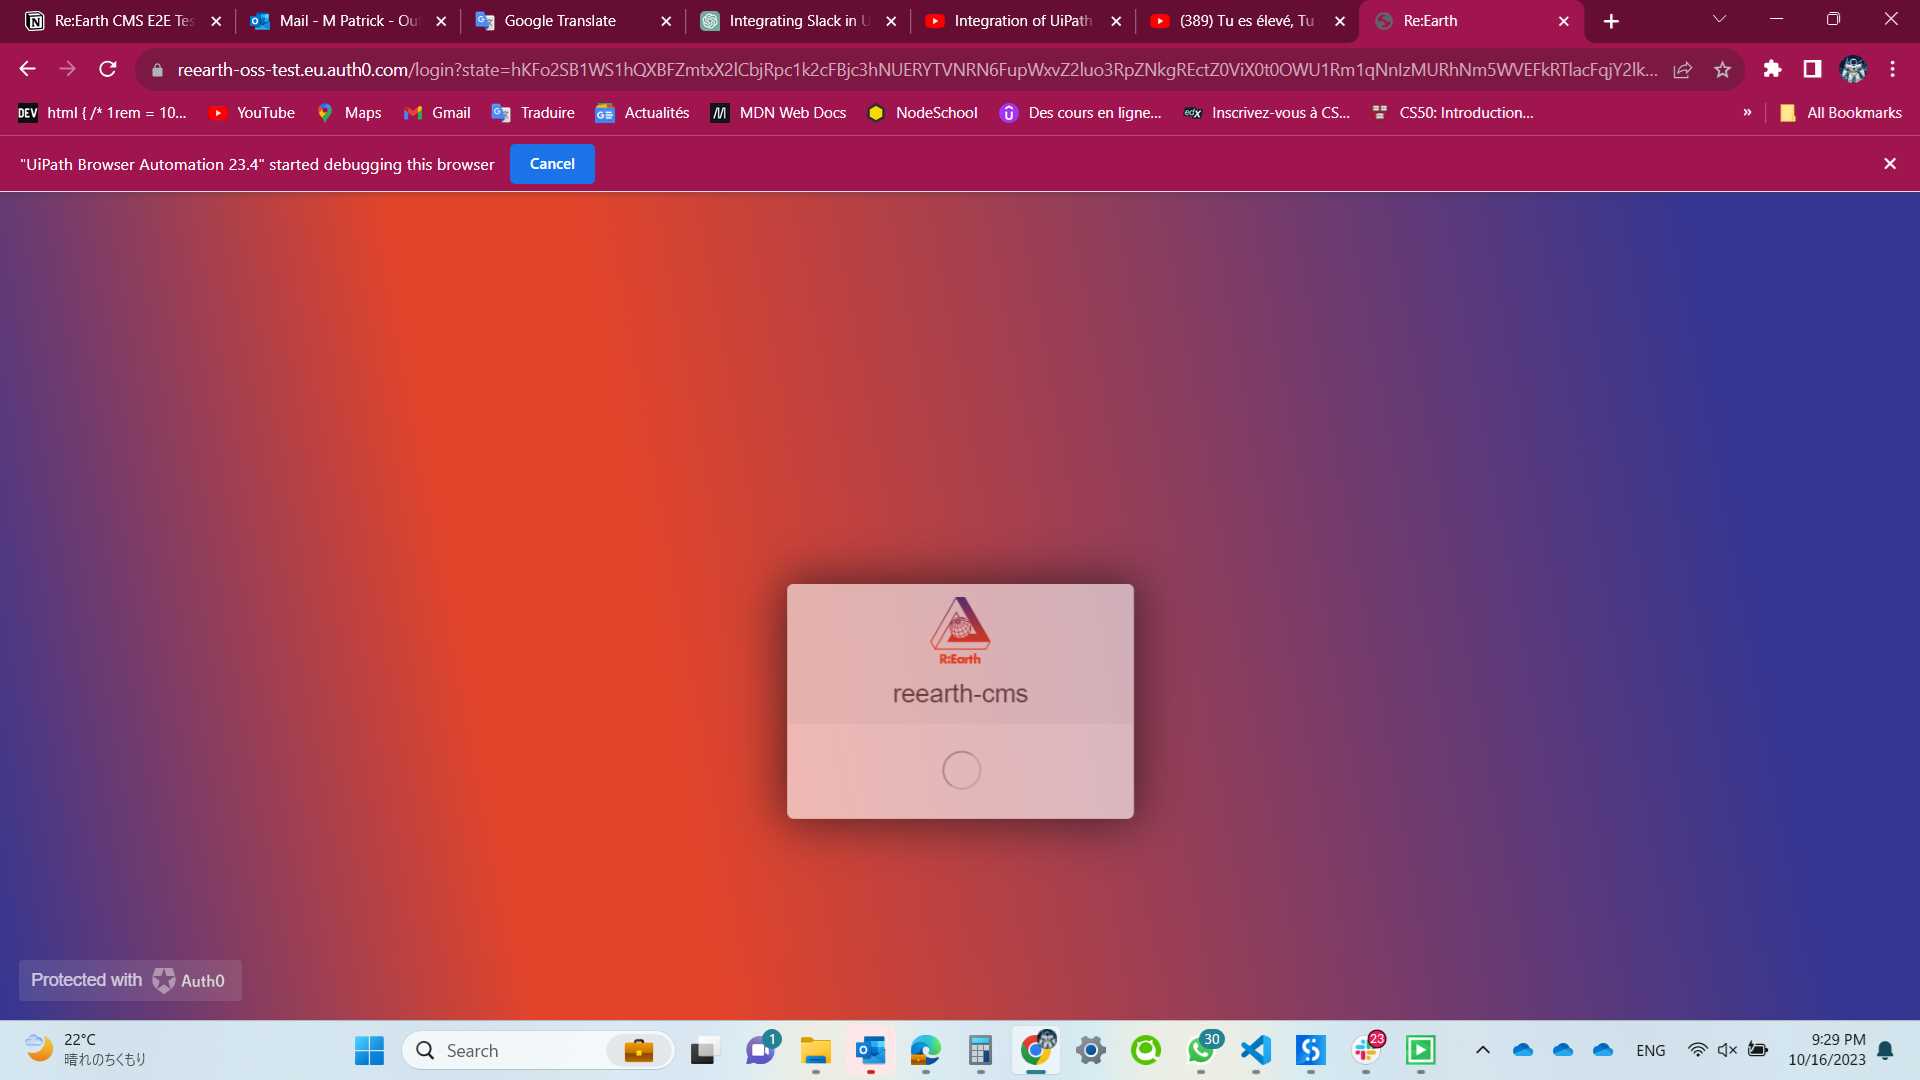 Re:Earth CMS E2E Tes
Mail - M Patrick - Ou
Google Translate
Integrating Slack in U
Integration of UiPath
(389) Tu es élevé, Tu
Re:Earth
reearth-oss-test.eu.auth0.com/login?state=
html { /* 1rem = 10...
YouTube
Maps
Gmail
Traduire
Actualités
MDN Web Docs
NodeSchool
Des cours en ligne...
Inscrivez-vous à CS...
CS50: Introduction...
»
All Bookmarks
"UiPath Browser Automation 23.4" started debugging this browser
Cancel
R:Earth
reearth-cms
Protected with Auth0
22°C
晴れのちくもり
Search
1
30
23
ENG
9:29 PM
10/16/2023